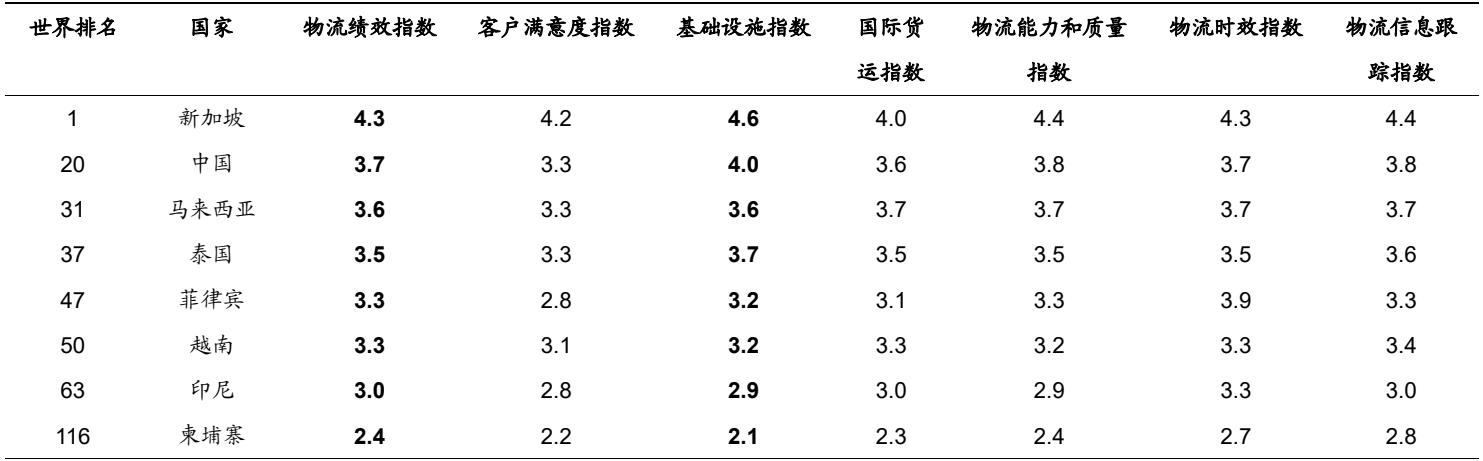 世界排名 国家 物流绩效指数 客户满意度指数 基础设施指数 国际货运指数 物流能力和质量指数 物流时效指数 物流信息跟踪指数
1 新加坡 4.3 4.2 4.6 4.0 4.4 4.3 4.4
20 中国 3.7 3.3 4.0 3.6 3.8 3.7 3.8
31 马来西亚 3.6 3.3 3.6 3.7 3.7 3.7 3.7
37 泰国 3.5 3.3 3.7 3.5 3.5 3.5 3.6
47 菲律宾 3.3 2.8 3.2 3.1 3.3 3.9 3.3
50 越南 3.3 3.1 3.2 3.3 3.2 3.3 3.4
63 印尼 3.0 2.8 2.9 3.0 2.9 3.3 3.0
116 柬埔寨 2.4 2.2 2.1 2.3 2.4 2.7 2.8